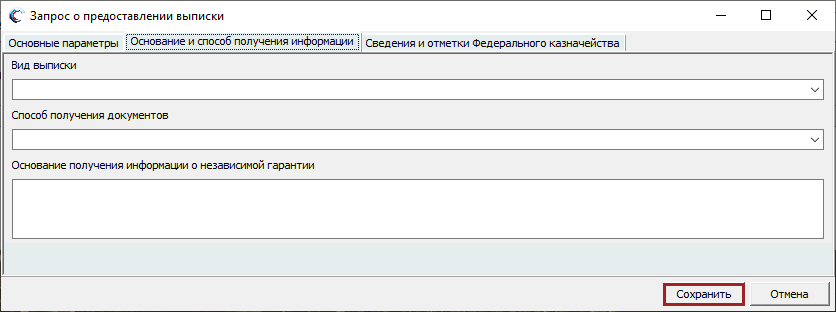 Запрос о предоставлении выписки
Основные параметры Основание и способ получения информации Сведения и отметки Федерального казначейства
Вид выписки
Способ получения документов
Основание получения информации о независимой гарантии
Сохранить Отмена